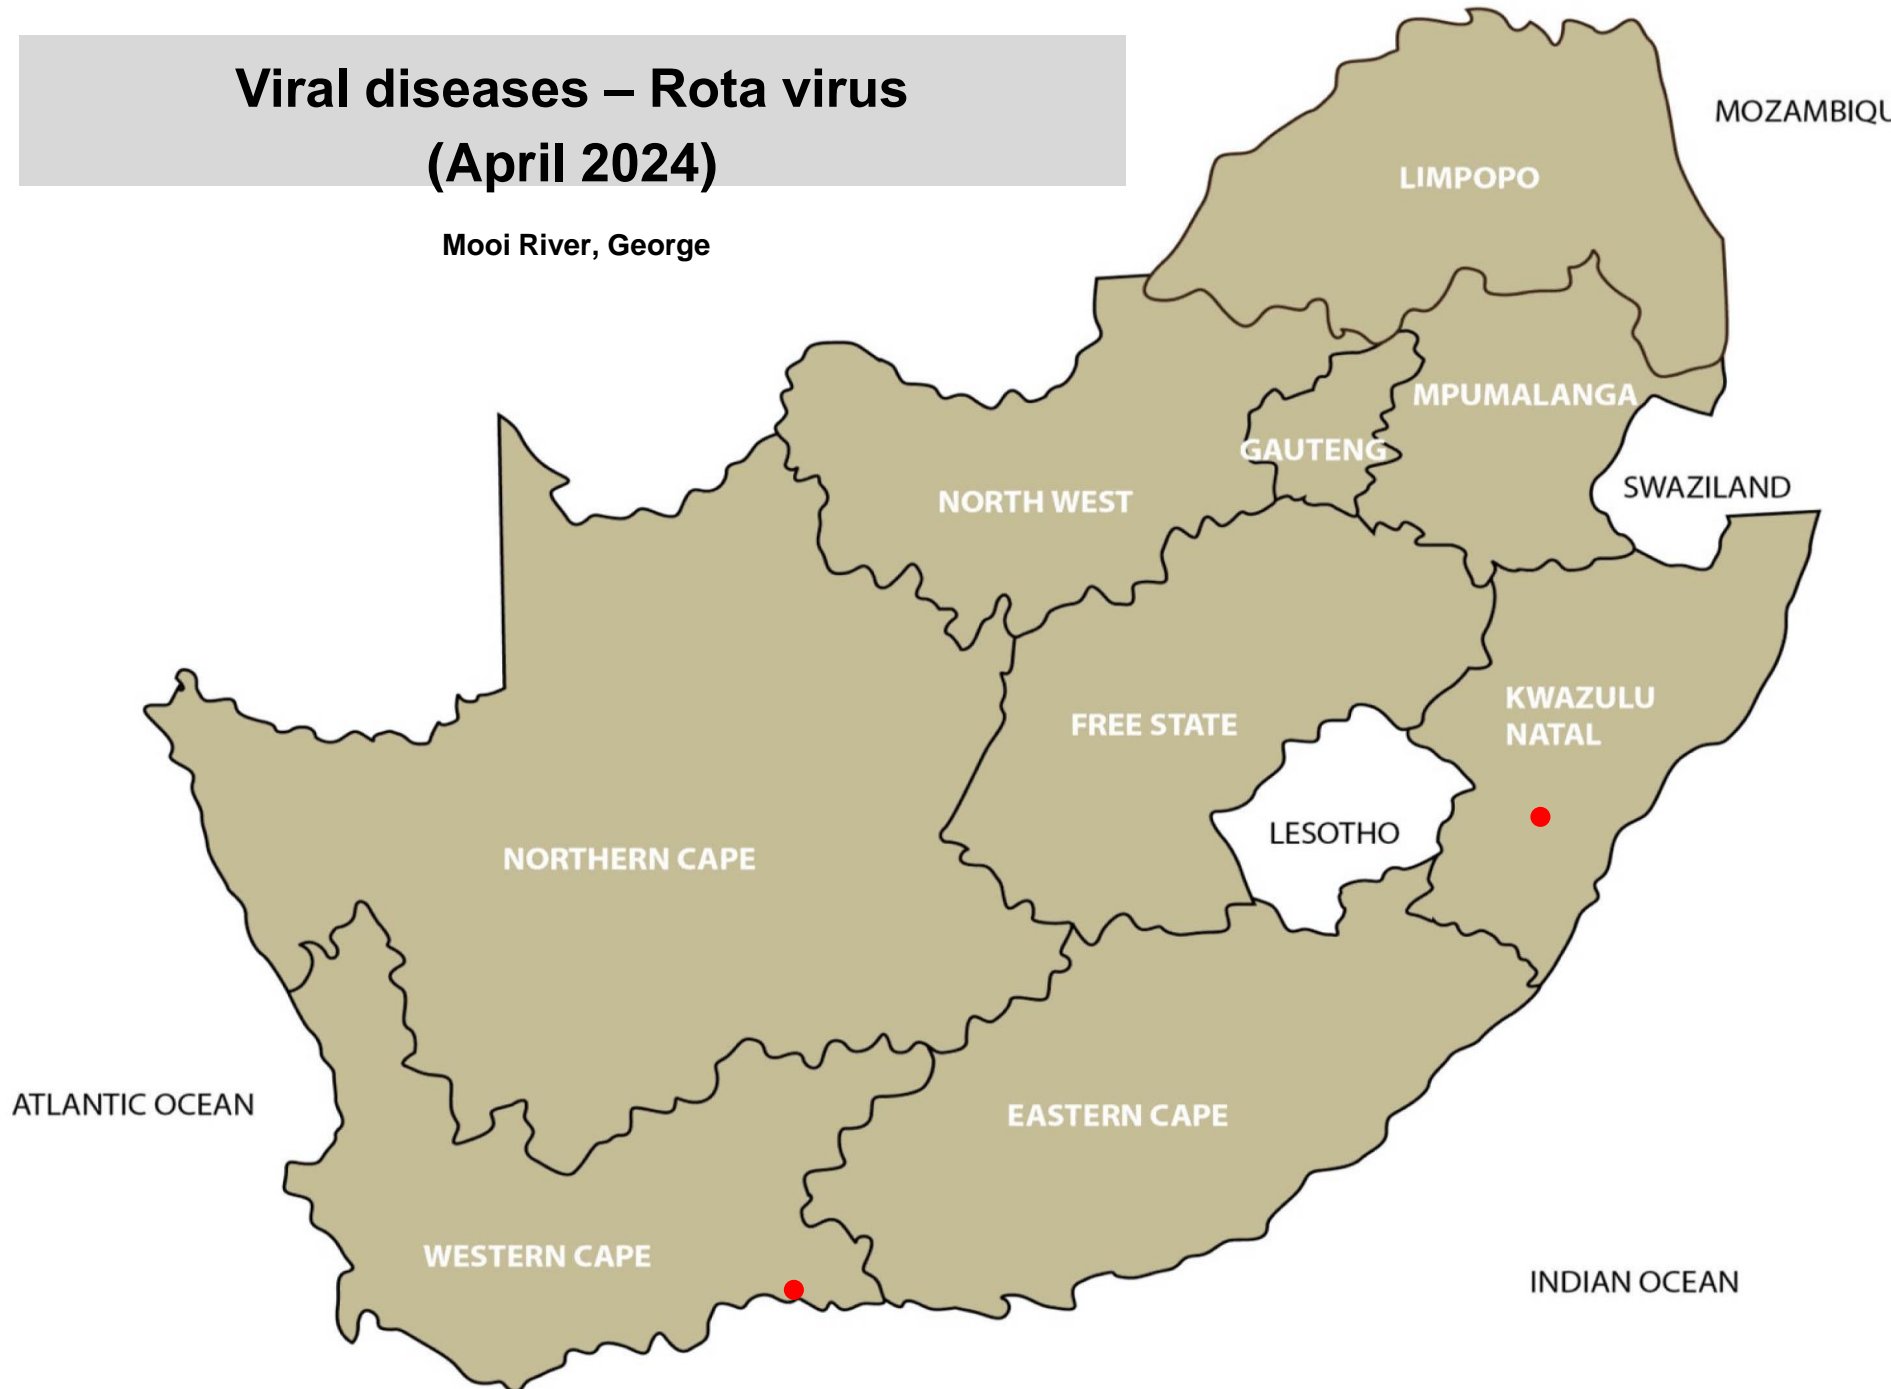 Viral diseases – Rota virus
(April 2024)
Mooi River, George
MOZAMBIQU
LIMPOPO
MPUMALANGA
GAUTENG
SWAZILAND
NORTH WEST
KWAZULU
NATAL
FREE STATE
LESOTHO
NORTHERN CAPE
ATLANTIC OCEAN
EASTERN CAPE
WESTERN CAPE
INDIAN OCEAN